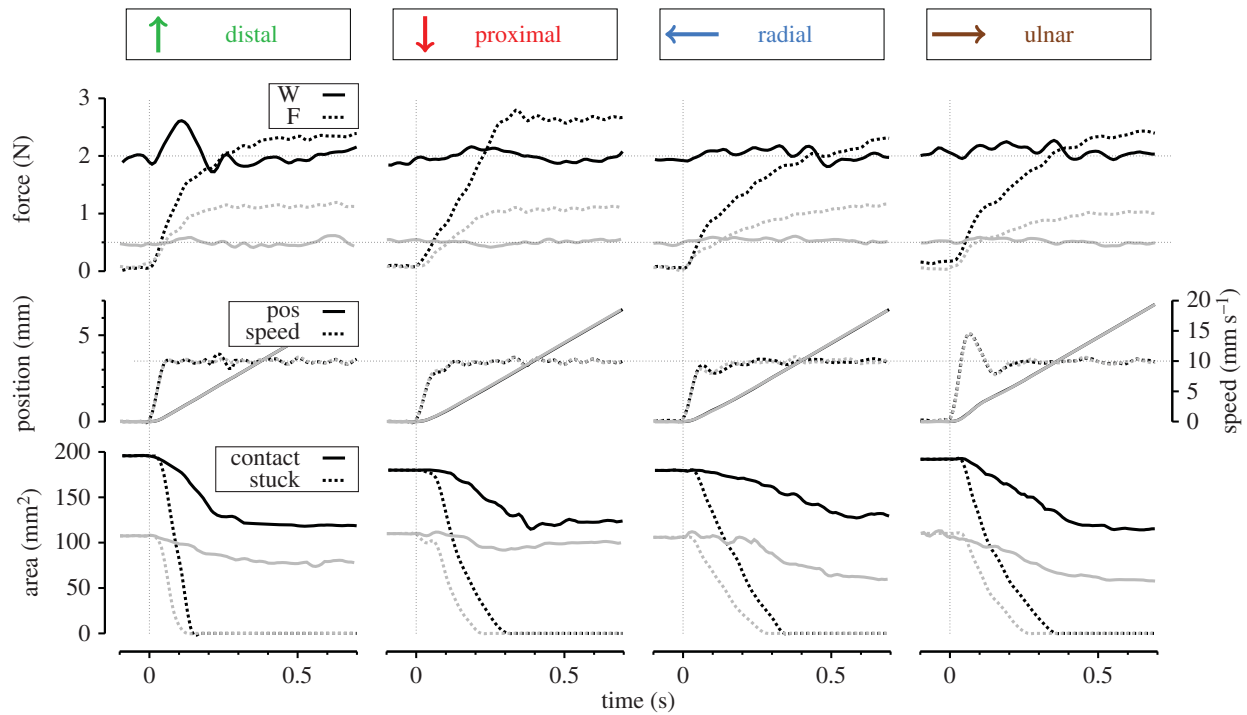 distal proximal radial ulnar
W
F
force (N)
3
2
1
0
pos
speed
position (mm)
5
0
20
15
10
5
0
speed (mm s⁻¹)
contact
stuck
area (mm²)
200
150
100
50
0
0 0.5 0 0.5 0 0.5 0 0.5
time (s)